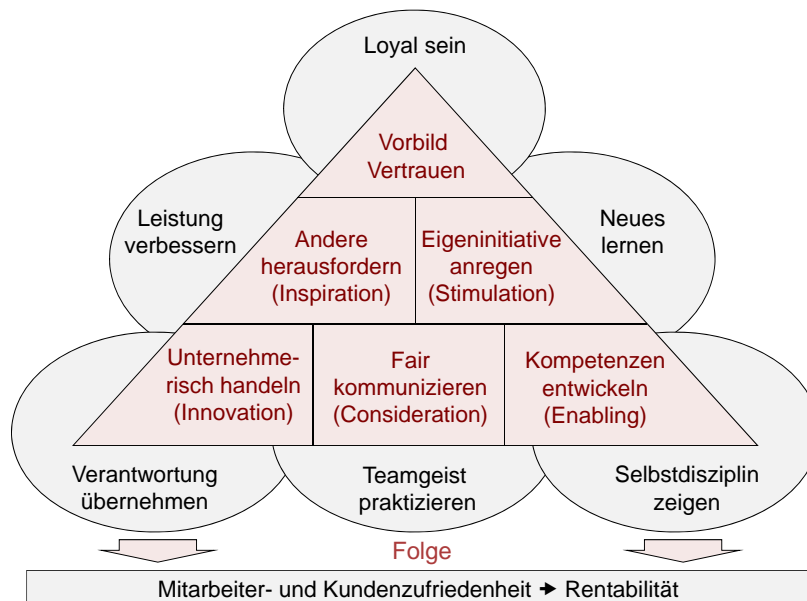 Loyal sein
Vorbild
Vertrauen
Leistung
verbessern
Neues
lernen
Andere
herausfordern
(Inspiration)
Eigeninitiative
anregen
(Stimulation)
Unternehme-
risch handeln
(Innovation)
Fair
kommunizieren
(Consideration)
Kompetenzen
entwickeln
(Enabling)
Verantwortung
übernehmen
Teamgeist
praktizieren
Selbstdisziplin
zeigen
Folge
Mitarbeiter- und Kundenzufriedenheit ➔ Rentabilität